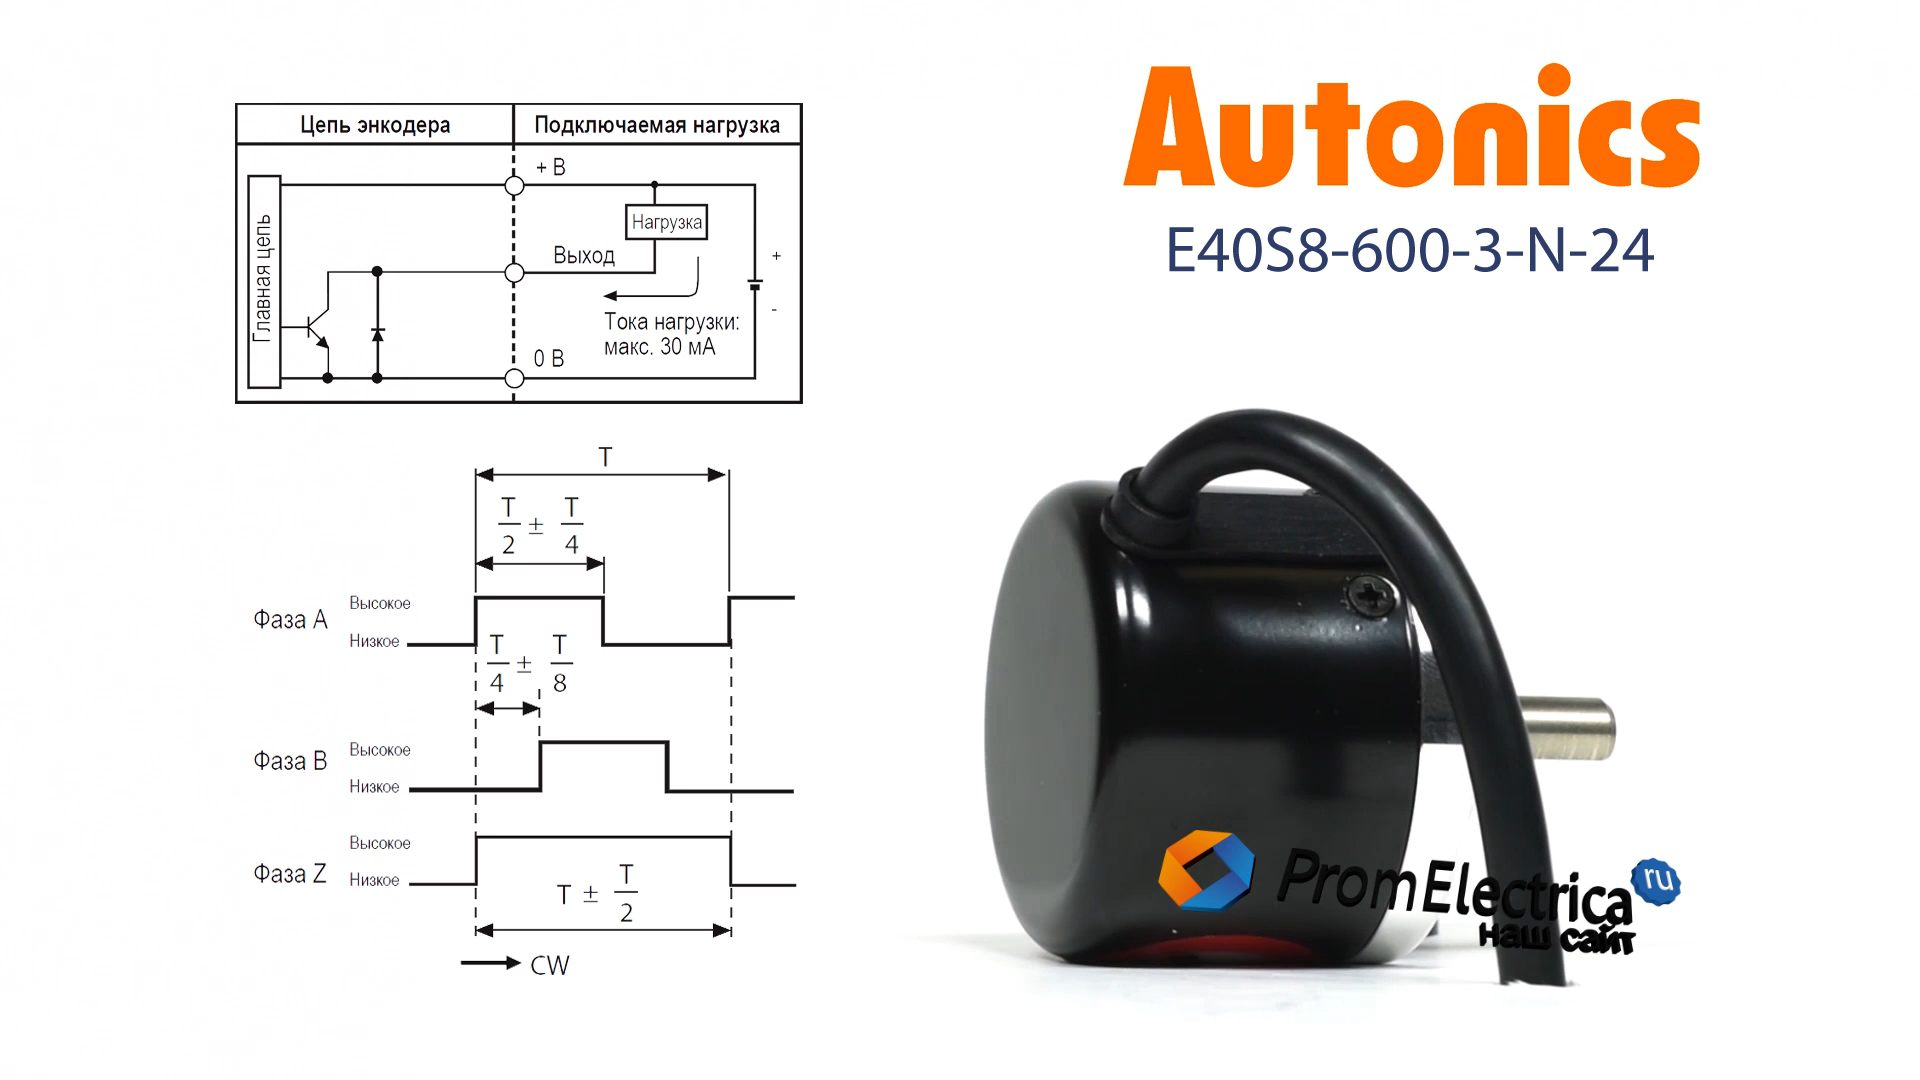 Цепь энкодера
Подключаемая нагрузка
+ В
Главная цепь
Нагрузка
Выход
+
-
Тока нагрузки:
макс. 30 мА
0 В
T
T/2 ± T/4
Фаза A
Высокое
Низкое
T/4 ± T/8
Фаза B
Высокое
Низкое
Фаза Z
Высокое
Низкое
T ± T/2
CW
Autonics
E40S8-600-3-N-24
PromElectrica
ru
наш сайт